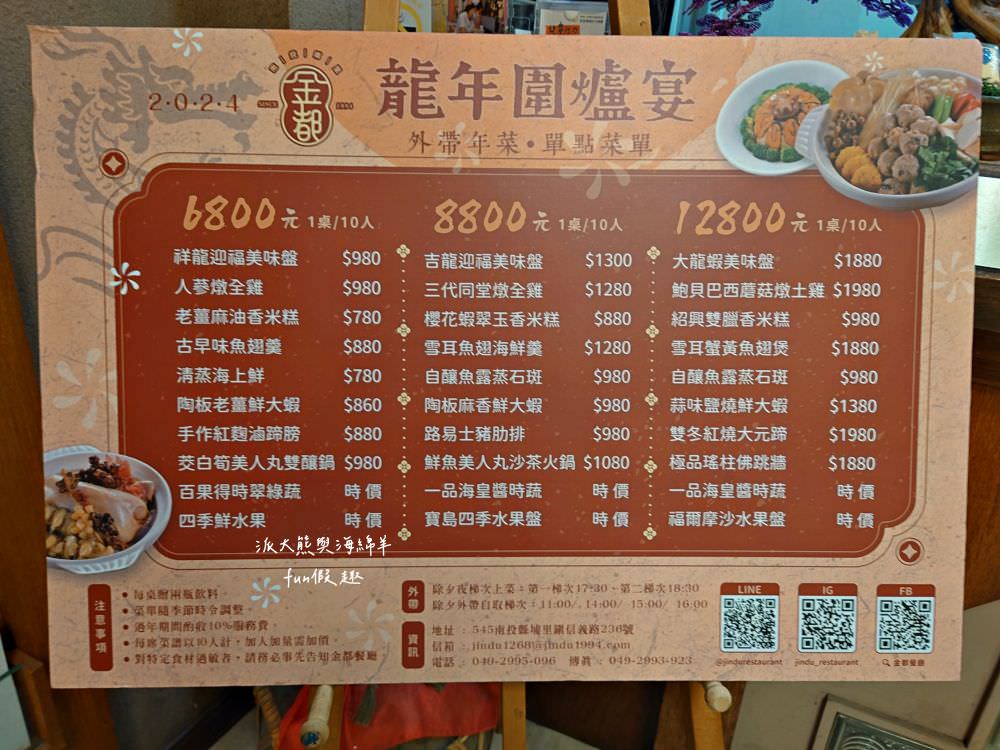 2·0·2·4
SINCE 金都 1994
龍年圍爐宴
外帶年菜·單點菜單
6800元 1桌/10人
祥龍迎福美味盤 $980
人蔘燉全雞 $980
老薑麻油香米糕 $780
古早味魚翅羹 $880
清蒸海上鮮 $780
陶板老薑鮮大蝦 $860
手作紅麴滷蹄膀 $880
茭白筍美人丸雙釀鍋 $980
百果得時翠綠蔬 時價
四季鮮水果 時價
8800元 1桌/10人
吉龍迎福美味盤 $1300
三代同堂燉全雞 $1280
櫻花蝦翠玉香米糕 $880
雪耳魚翅海鮮羹 $1280
自釀魚露蒸石斑 $980
陶板麻香鮮大蝦 $980
路易士豬肋排 $980
鮮魚美人丸沙茶火鍋 $1080
一品海皇醬時蔬 時價
寶島四季水果盤 時價
12800元 1桌/10人
大龍蝦美味盤 $1880
鮑貝巴西蘑菇燉土雞 $1980
紹興雙臘香米糕 $980
雪耳蟹黃魚翅煲 $1880
自釀魚露蒸石斑 $980
蒜味鹽燒鮮大蝦 $1380
雙冬紅燒大元蹄 $1980
極品瑤柱佛跳牆 $1880
一品海皇醬時蔬 時價
福爾摩沙水果盤 時價
派大熊與海綿羊
fun假趣
注意事項
• 每桌贈兩瓶飲料。
• 菜單隨季節時令調整。
• 過年期間酌收10%服務費。
• 每席菜譜以10人計，加人加量需加價。
• 對特定食材過敏者，請務必事先告知金都餐廳
外帶
除夕夜梯次上菜：第一梯次17:30、第二梯次18:30
除夕外帶自取梯次：11:00/ 14:00/ 15:00/ 16:00
資訊
地址：545南投縣埔里鎮信義路236號
信箱：jindu1268@jindu1994.com
電話：049-2995-096 傳真：049-2993-923
LINE
@jindurestaurant
IG
jindu_restaurant
FB
金都餐廳